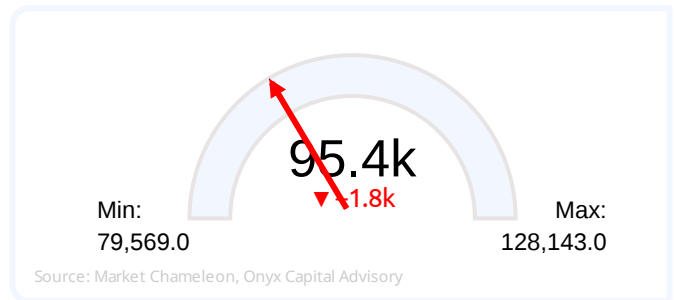 95.4k
▼ -1.8k
Min:
79,569.0
Max:
128,143.0
Source: Market Chameleon, Onyx Capital Advisory